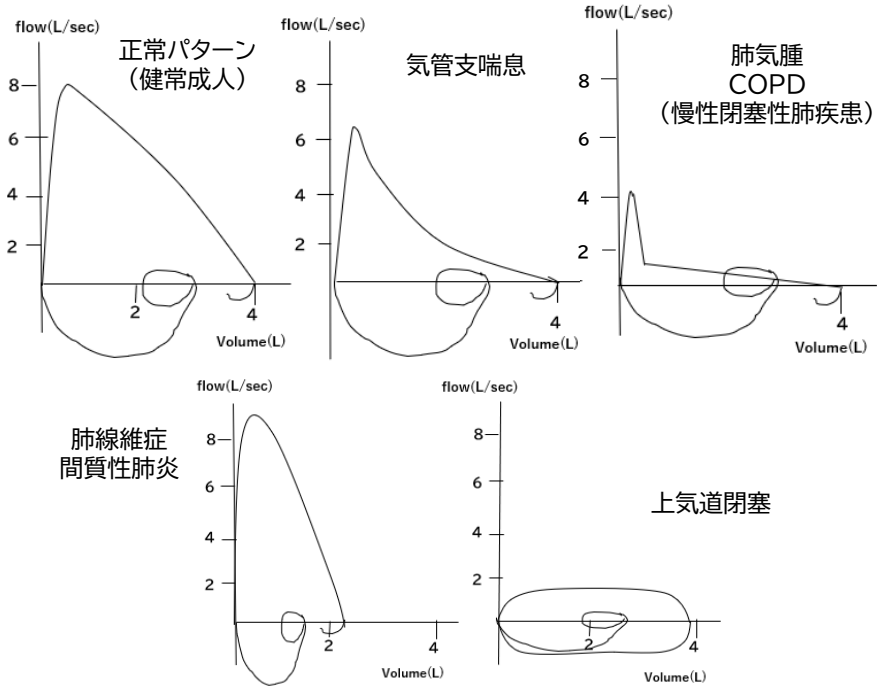 flow(L/sec)
正常パターン
（健常成人）
8
6
4
2
2
4
Volume(L)
flow(L/sec)
気管支喘息
8
6
4
2
4
Volume(L)
flow(L/sec)
肺気腫
COPD
（慢性閉塞性肺疾患）
8
6
4
2
4
Volume(L)
flow(L/sec)
肺線維症
間質性肺炎
8
6
4
2
2
4
Volume(L)
flow(L/sec)
上気道閉塞
8
6
4
2
2
4
Volume(L)